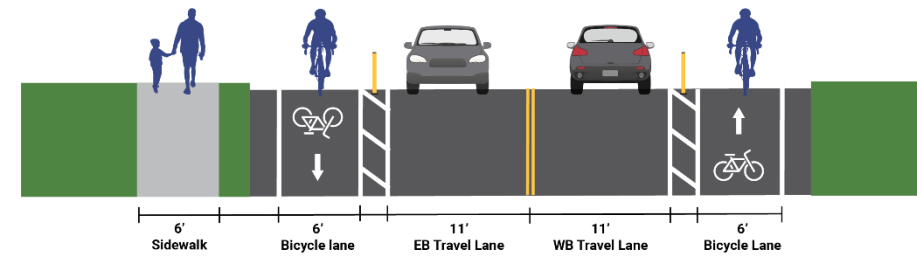 6’
Sidewalk
6’
Bicycle lane
11’
EB Travel Lane
11’
WB Travel Lane
6’
Bicycle Lane